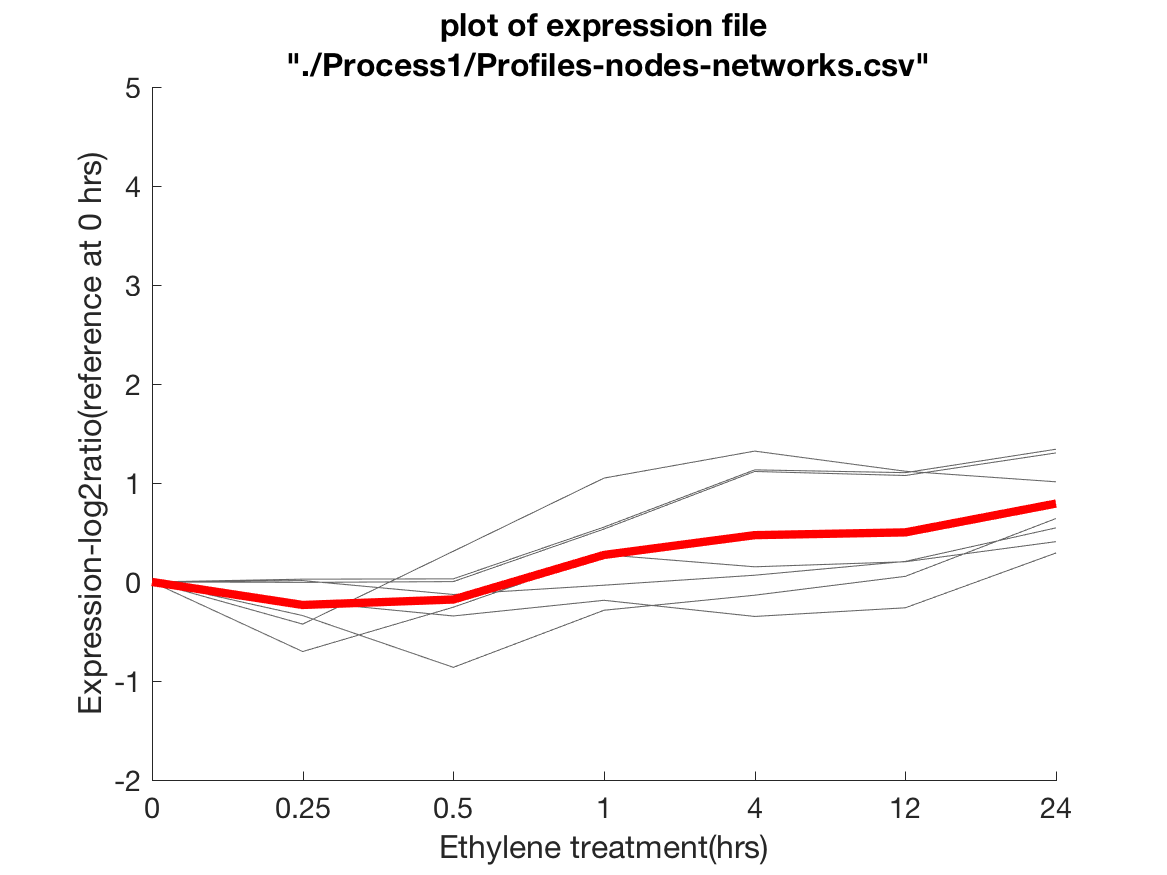 plot of expression file
"./Process1/Profiles-nodes-networks.csv"
Expression-log2ratio(reference at 0 hrs)
5
4
3
2
1
0
-1
-2
0 0.25 0.5 1 4 12 24
Ethylene treatment(hrs)